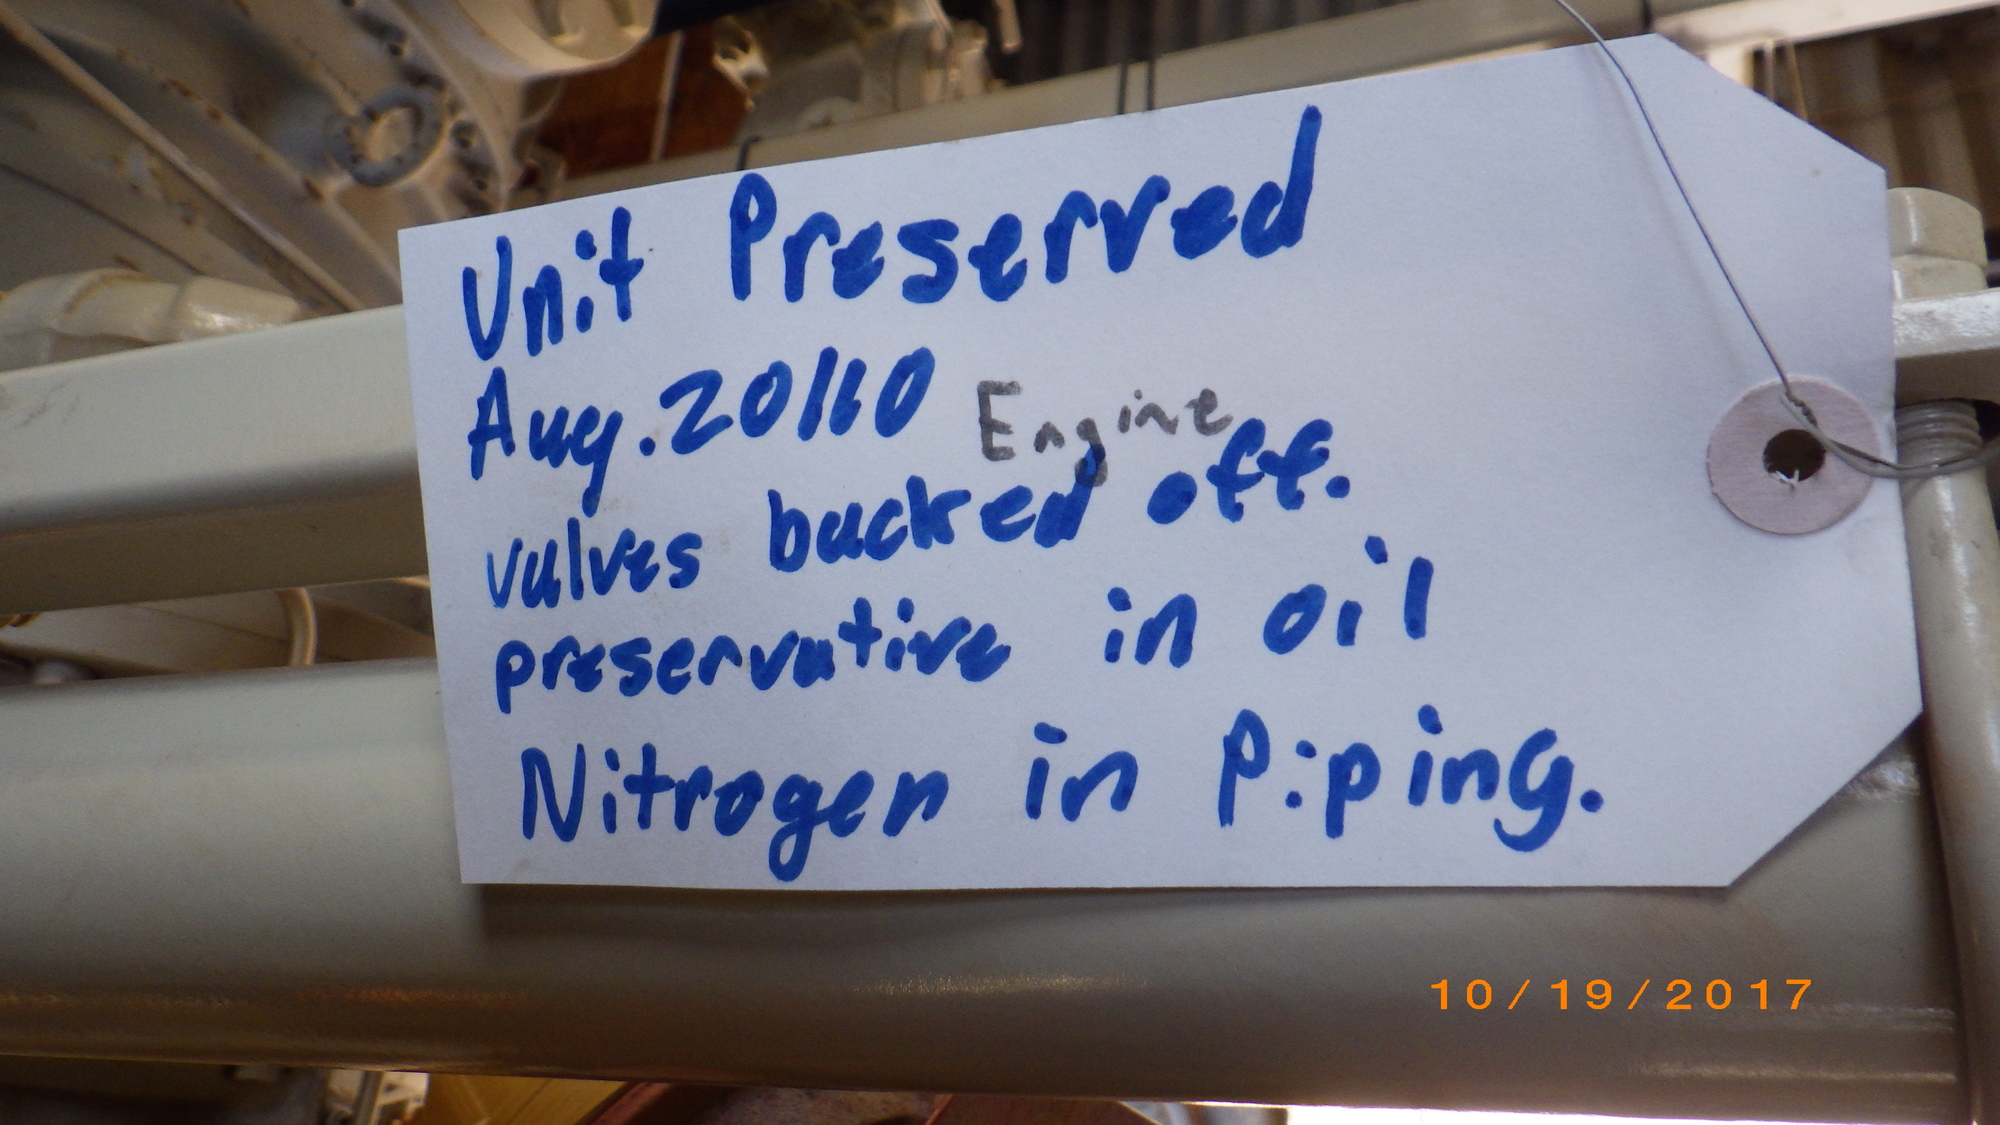 Unit Preserved
Aug. 20110 Engine
valves backed off.
preservative in oil
Nitrogen in Piping.
10/19/2017